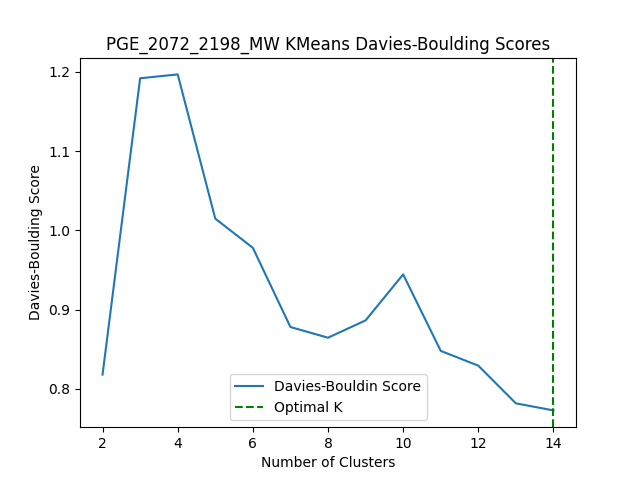 PGE_2072_2198_MW KMeans Davies-Boulding Scores
Davies-Boulding Score
1.2
1.1
1.0
0.9
0.8
Davies-Bouldin Score
Optimal K
2 4 6 8 10 12 14
Number of Clusters